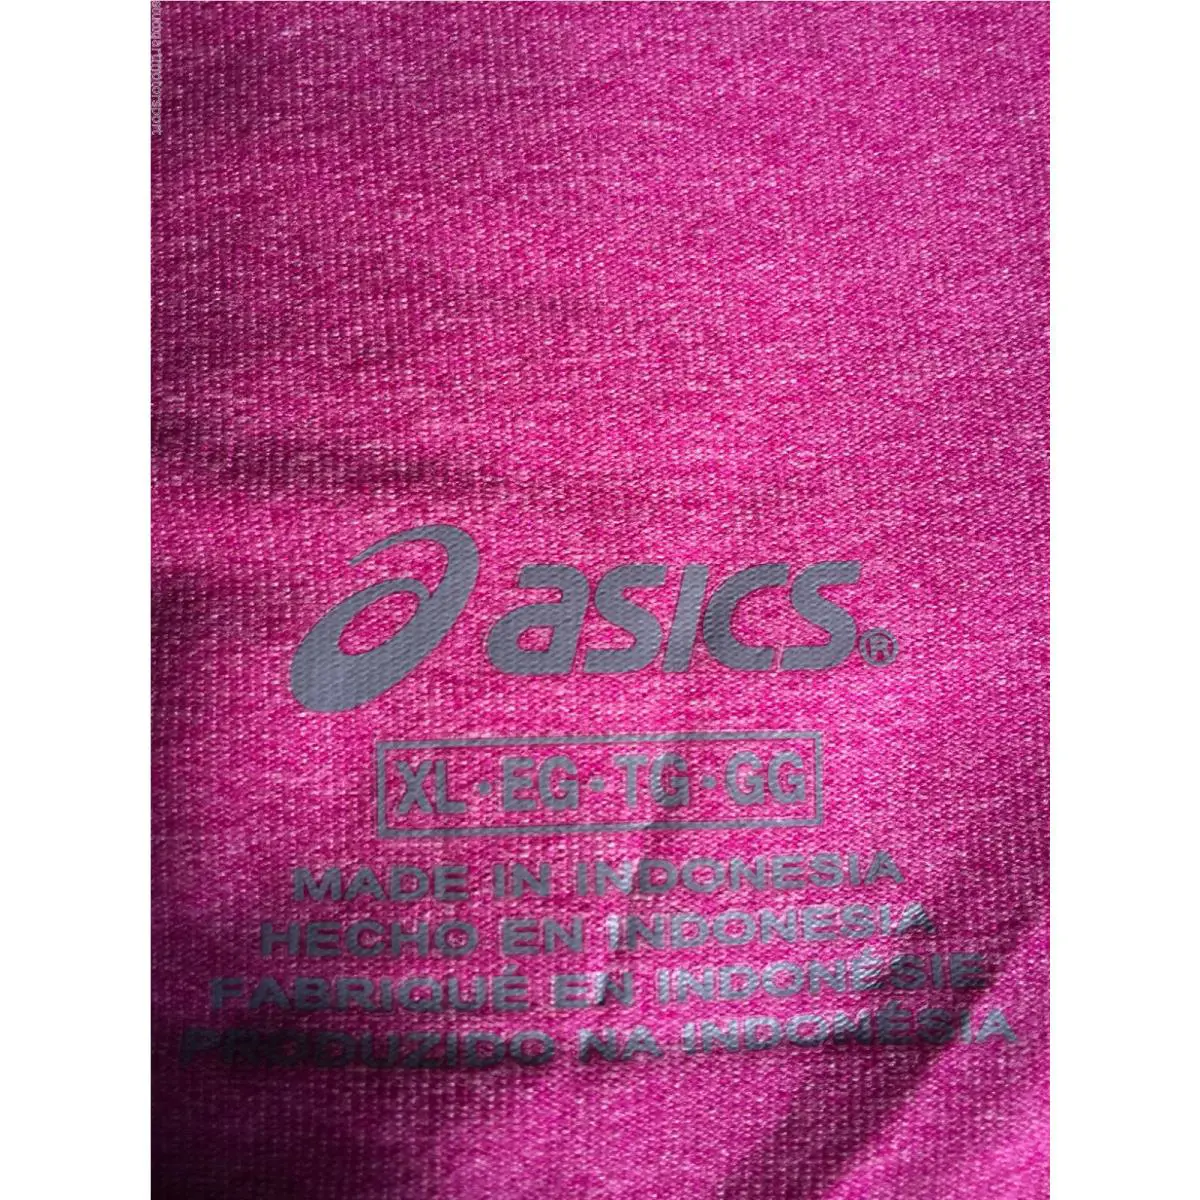 asics®
XL·EG-TG·GG
MADE IN INDONESIA
HECHO EN INDONESIA
FABRIQUÉ EN INDONÉSIE
PRODUZIDO NA INDONÉSIA